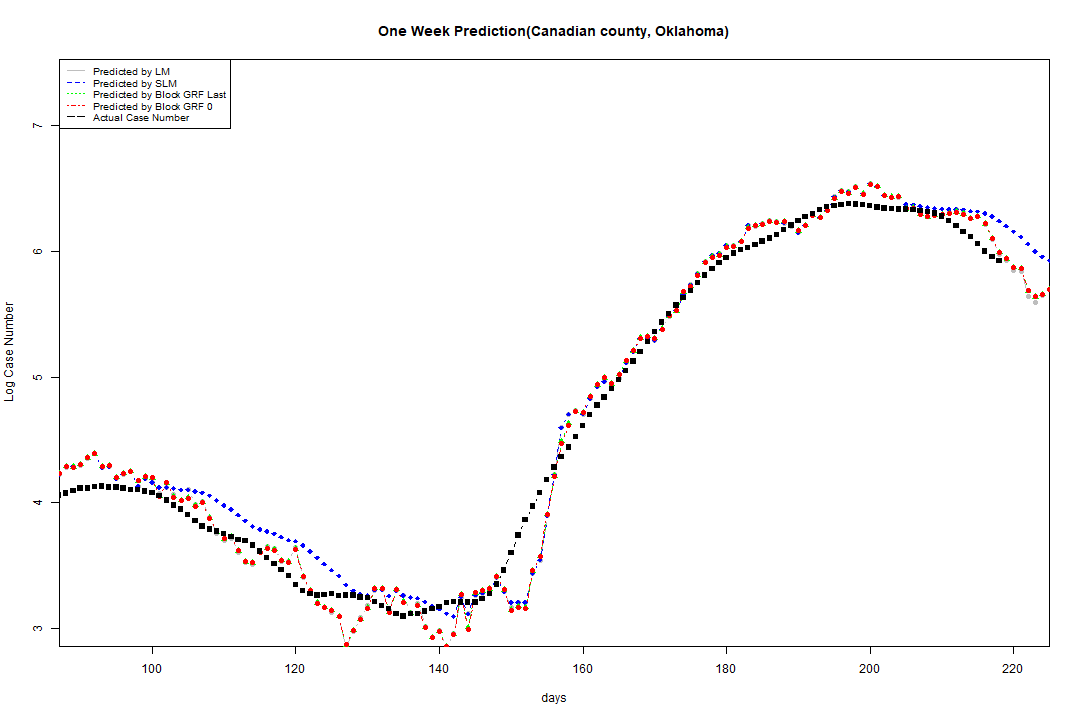 One Week Prediction(Canadian county, Oklahoma)
Predicted by LM
Predicted by SLM
Predicted by Block GRF Last
Predicted by Block GRF 0
Actual Case Number
7
6
5
4
3
Log Case Number
100 120 140 160 180 200 220
days